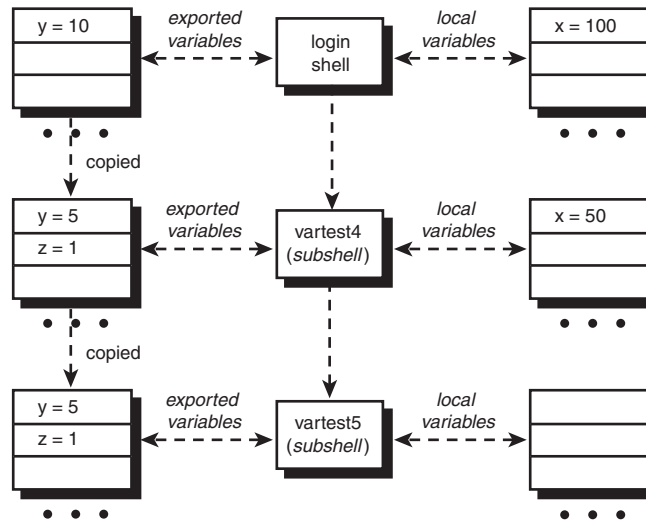 y = 10
exported
variables
login
shell
local
variables
x = 100
copied
y = 5
z = 1
exported
variables
vartest4
(subshell)
local
variables
x = 50
copied
y = 5
z = 1
exported
variables
vartest5
(subshell)
local
variables